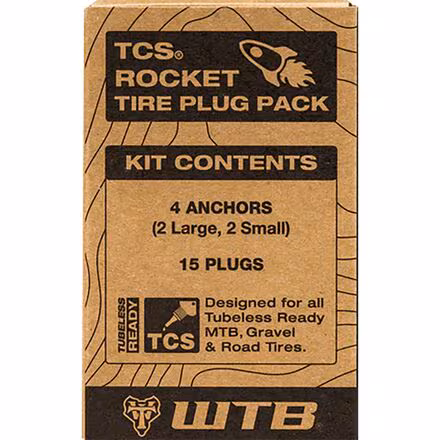 TCS®
ROCKET
TIRE PLUG PACK
KIT CONTENTS
4 ANCHORS
(2 Large, 2 Small)
15 PLUGS
TUBELESS
READY
TCS
Designed for all
Tubeless Ready
MTB, Gravel
& Road Tires.
WTB